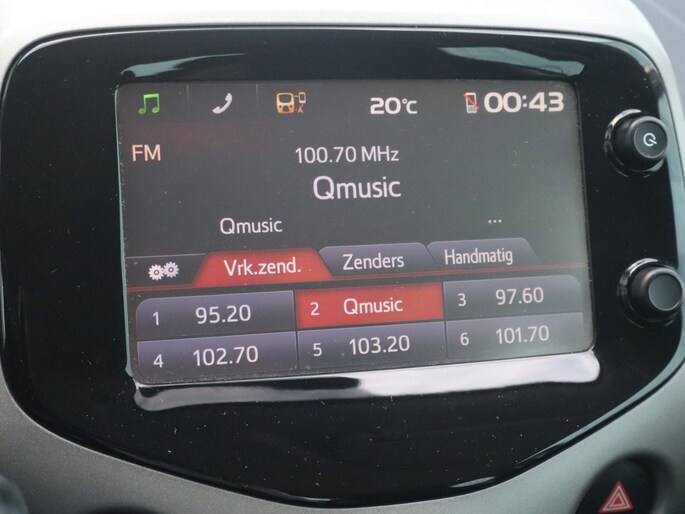 20°C 00:43
FM 100.70 MHz
Qmusic
Qmusic ...
Vrk.zend. Zenders Handmatig
1 95.20 2 Qmusic 3 97.60
4 102.70 5 103.20 6 101.70